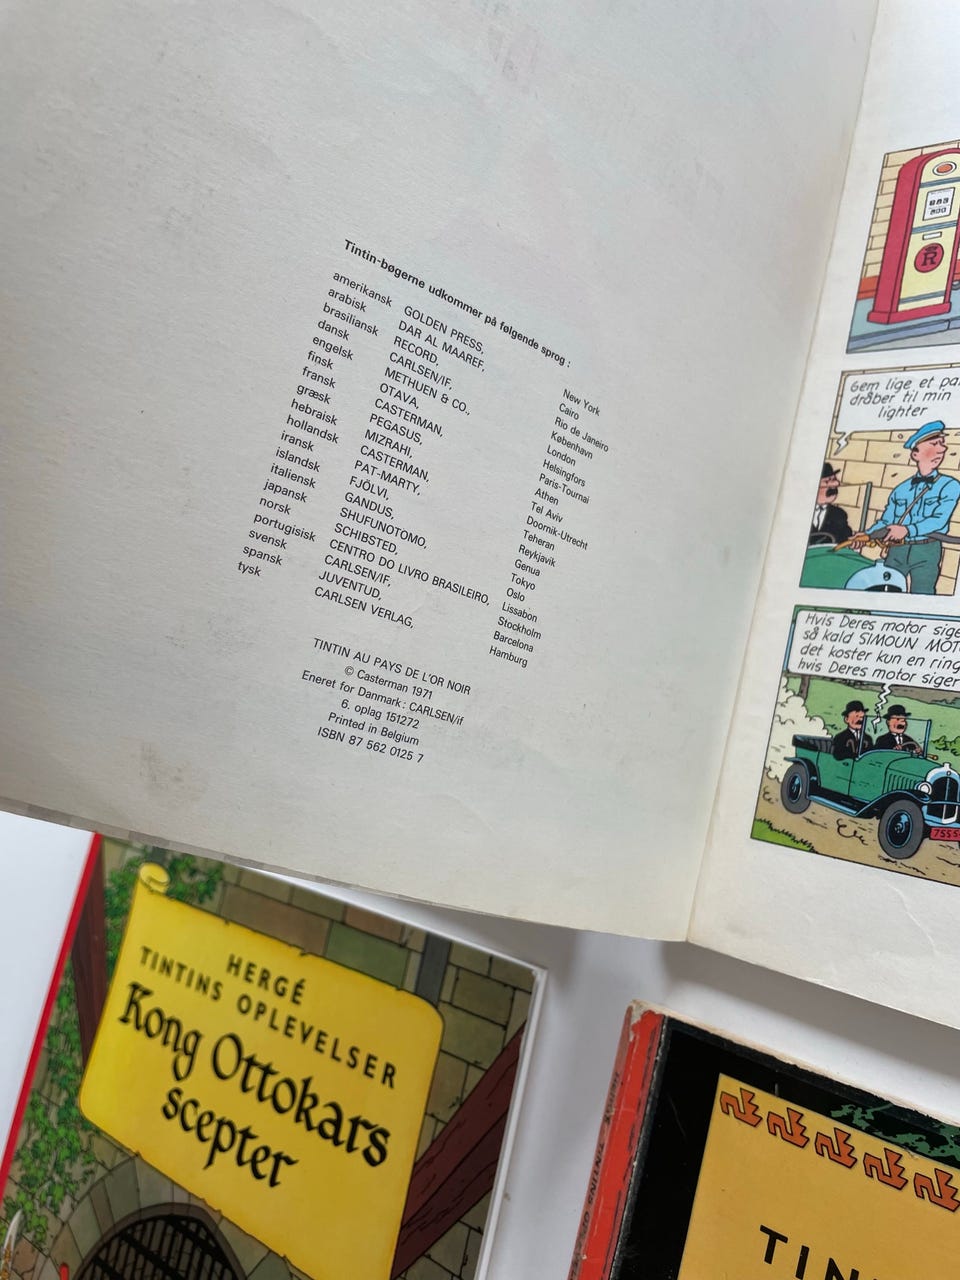 Tintin-bøgerne udkommer på følgende sprog :
amerikansk GOLDEN PRESS, New York
arabisk DAR AL MAAREF, Cairo
brasiliansk RECORD, Rio de Janeiro
dansk CARLSEN/IF, København
engelsk METHUEN & CO., London
finsk OTAVA, Helsingfors
fransk CASTERMAN, Paris-Tournai
græsk PEGASUS, Athen
hebraisk MIZRAHI, Tel Aviv
hollandsk CASTERMAN, Doornik-Utrecht
iransk PAT-MARTY, Teheran
islandsk FJÖLVI, Reykjavik
italiensk GANDUS, Genua
japansk SHUFUNOTOMO, Tokyo
norsk SCHIBSTED, Oslo
portugisisk CENTRO DO LIVRO BRASILEIRO, Lissabon
svensk CARLSEN/IF, Stockholm
spansk JUVENTUD, Barcelona
tysk CARLSEN VERLAG, Hamburg
TINTIN AU PAYS DE L'OR NOIR
© Casterman 1971
Eneret for Danmark : CARLSEN/if
6. oplag 151272
Printed in Belgium
ISBN 87 562 0125 7
R
Gem lige et pa
dråber til min
lighter
Hvis Deres motor sige
så kald SIMOUN MOT
det koster kun en ring
hvis Deres motor siger
755
HERGÉ
TINTINS OPLEVELSER
Kong Ottokars
scepter
TIN